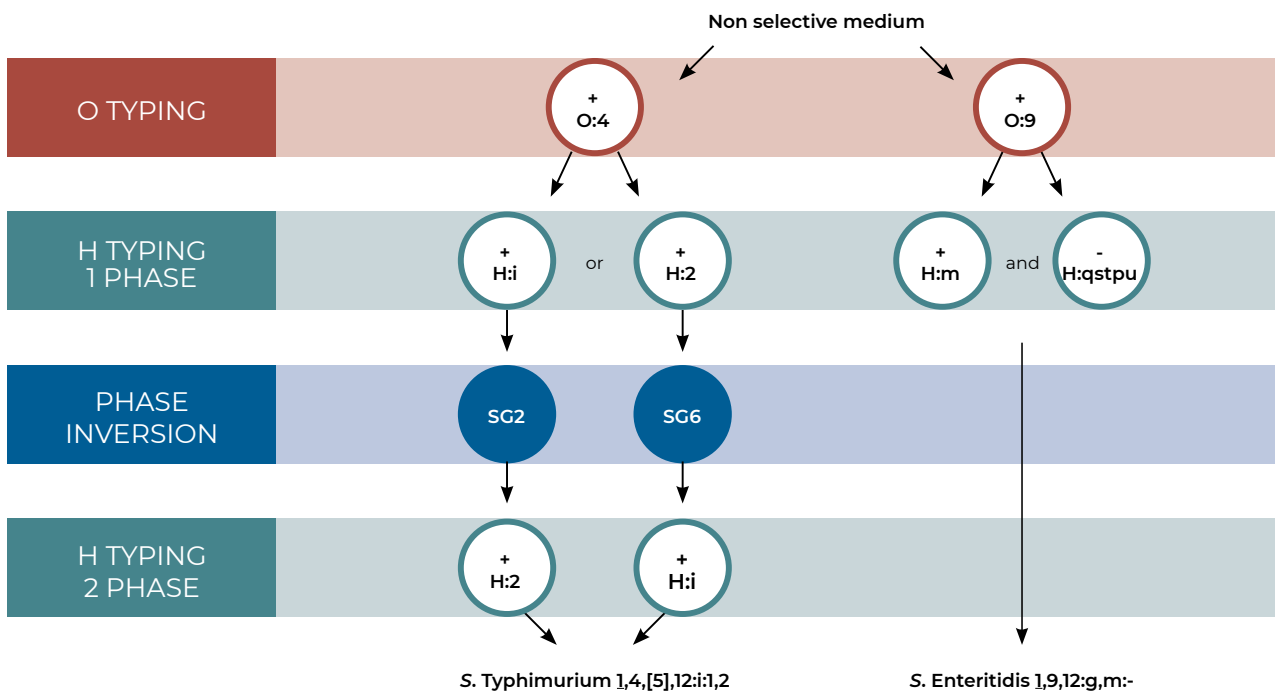 Non selective medium
O TYPING
+
O:4
+
O:9
H TYPING
1 PHASE
+
H:i
or
+
H:2
+
H:m
and
-
H:qstpu
PHASE
INVERSION
SG2
SG6
H TYPING
2 PHASE
+
H:2
+
H:i
S. Typhimurium 1,4,[5],12:i:1,2
S. Enteritidis 1,9,12:g,m:-